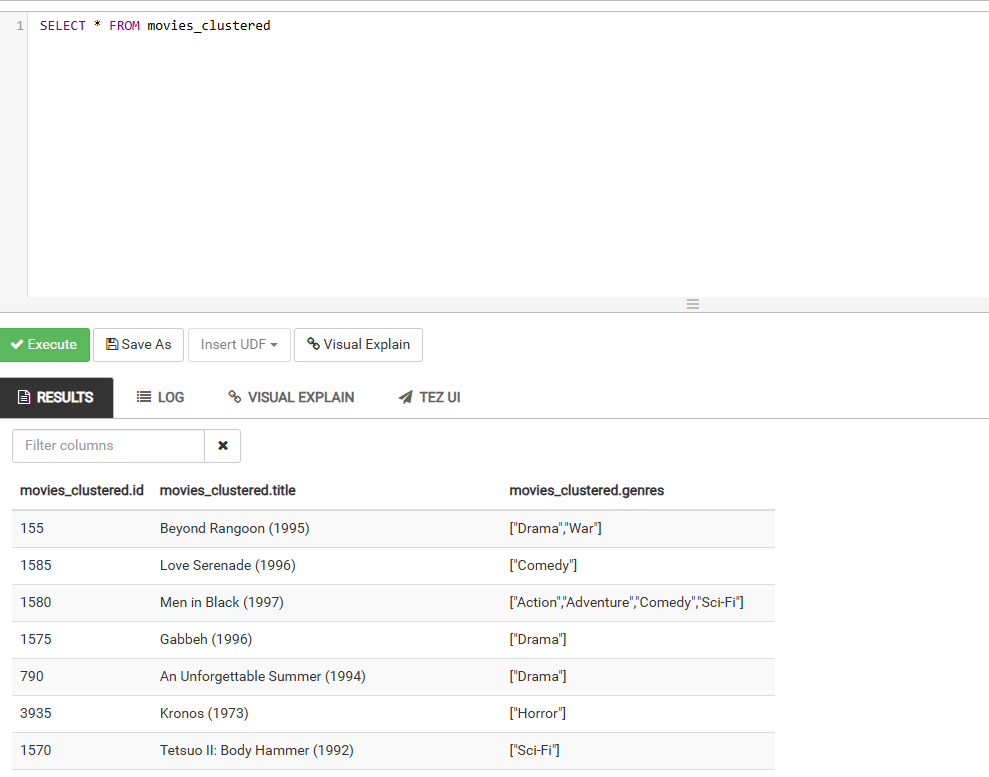 1 SELECT * FROM movies_clustered
Execute Save As Insert UDF Visual Explain
RESULTS LOG VISUAL EXPLAIN TEZ UI
Filter columns
movies_clustered.id movies_clustered.title movies_clustered.genres
155 Beyond Rangoon (1995) ["Drama","War"]
1585 Love Serenade (1996) ["Comedy"]
1580 Men in Black (1997) ["Action","Adventure","Comedy","Sci-Fi"]
1575 Gabbeh (1996) ["Drama"]
790 An Unforgettable Summer (1994) ["Drama"]
3935 Kronos (1973) ["Horror"]
1570 Tetsuo II: Body Hammer (1992) ["Sci-Fi"]